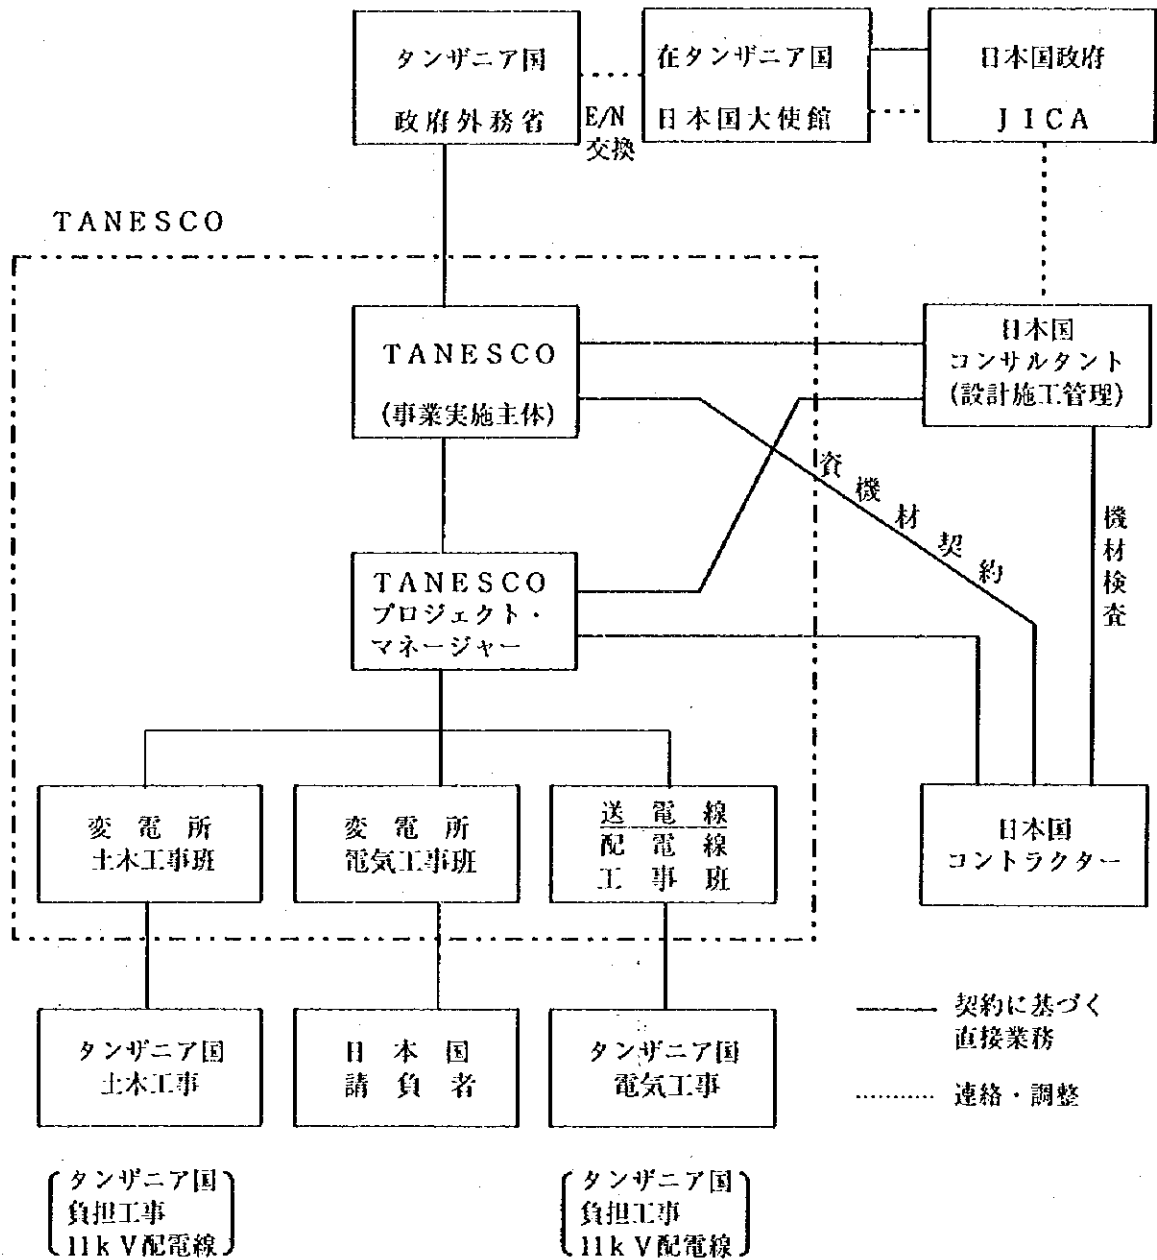 タンザニア国
政府外務省
E/N
交換
在タンザニア国
日本国大使館
日本国政府
JICA
TANESCO
TANESCO
(事業実施主体)
日本国
コンサルタント
(設計施工管理)
資機材契約
機材検査
TANESCO
プロジェクト・
マネージャー
変電所
土木工事班
変電所
電気工事班
送電線
配電線
工事班
日本国
コントラクター
タンザニア国
土木工事
日本国
請負者
タンザニア国
電気工事
契約に基づく
直接業務
連絡・調整
タンザニア国
負担工事
11kV配電線
タンザニア国
負担工事
11kV配電線